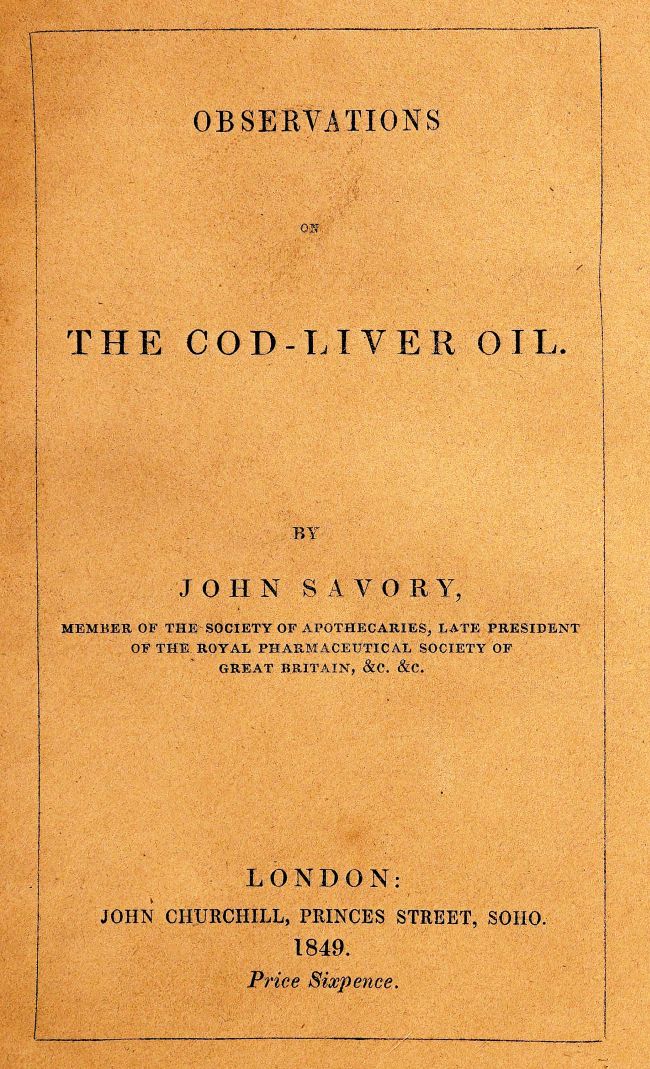 OBSERVATIONS
ON
THE COD-LIVER OIL.
BY
JOHN SAVORY,
MEMBER OF THE SOCIETY OF APOTHECARIES, LATE PRESIDENT
OF THE ROYAL PHARMACEUTICAL SOCIETY OF
GREAT BRITAIN, &C. &C.
LONDON:
JOHN CHURCHILL, PRINCES STREET, SOHO.
1849.
Price Sixpence.